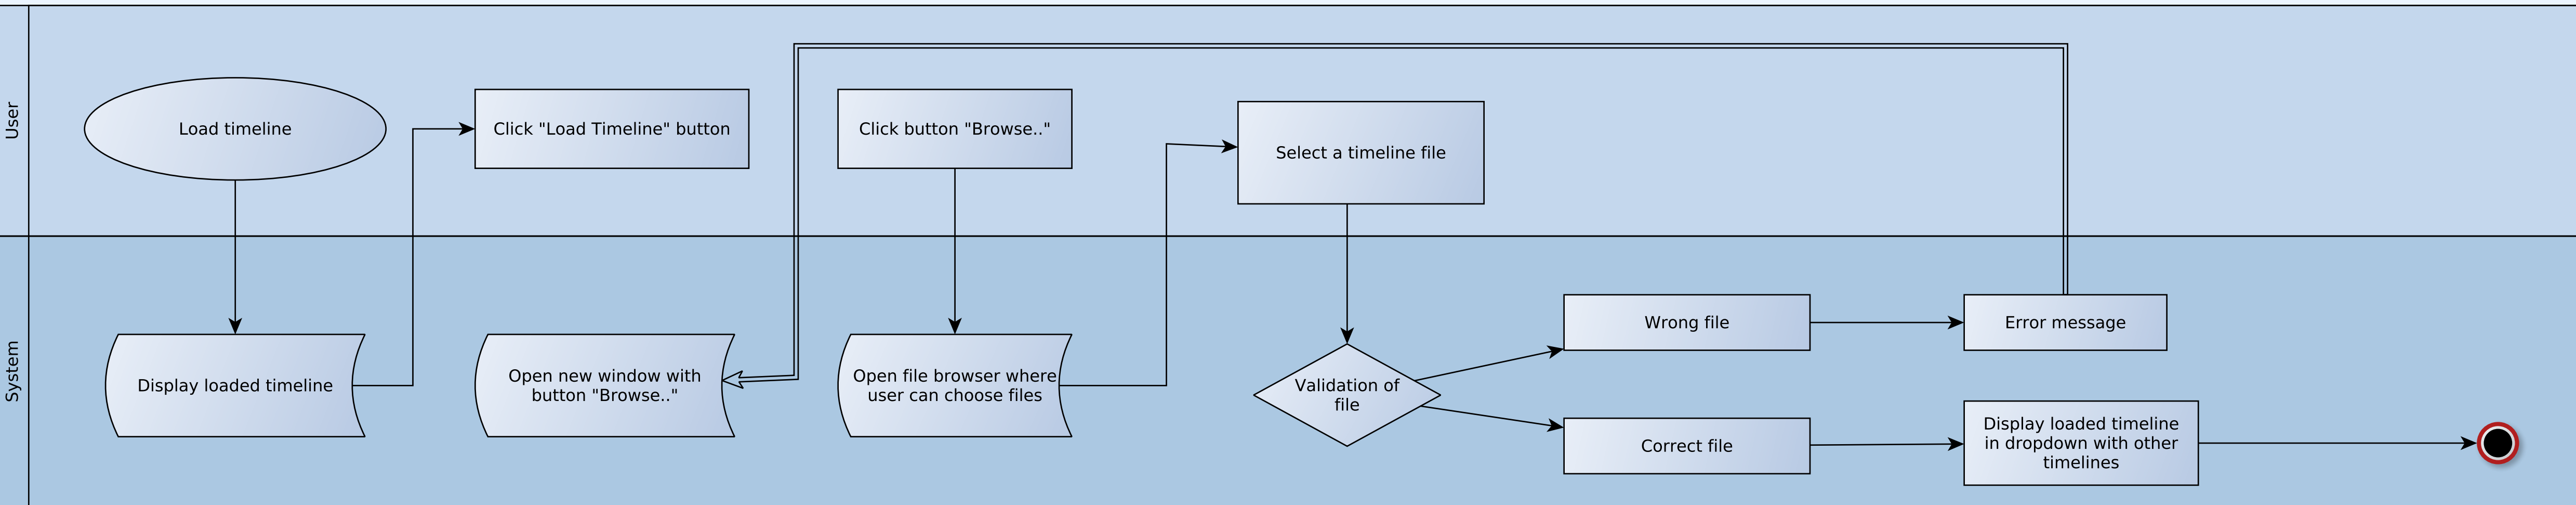 User
Load timeline
Click "Load Timeline" button
Click button "Browse.."
Select a timeline file
System
Display loaded timeline
Open new window with
button "Browse.."
Open file browser where
user can choose files
Validation of
file
Wrong file
Error message
Correct file
Display loaded timeline
in dropdown with other
timelines